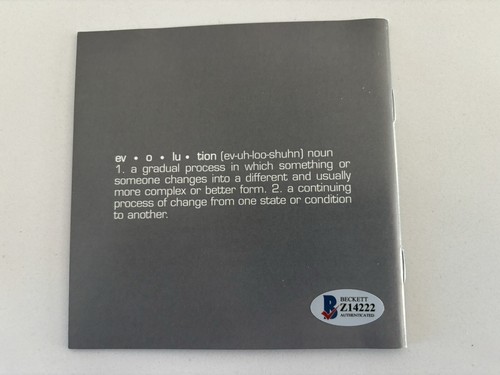 ev • o • lu • tion (ev-uh-loo-shuhn) noun
1. a gradual process in which something or
someone changes into a different and usually
more complex or better form. 2. a continuing
process of change from one state or condition
to another.
B
BECKETT
Z14222
AUTHENTICATED